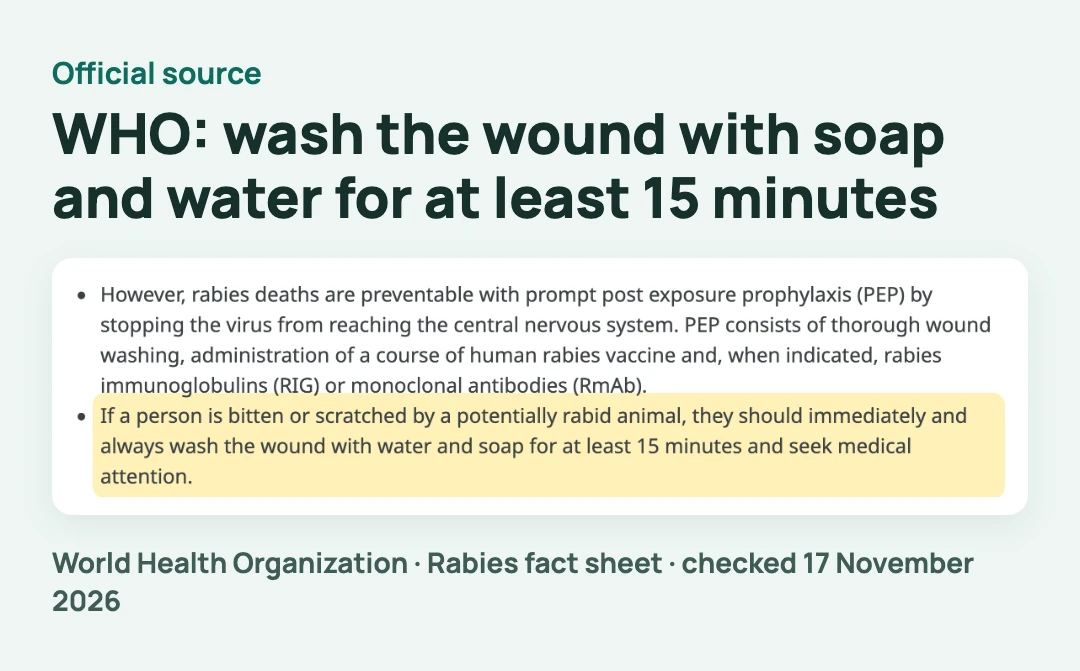 Official source
WHO: wash the wound with soap
and water for at least 15 minutes
• However, rabies deaths are preventable with prompt post exposure prophylaxis (PEP) by
stopping the virus from reaching the central nervous system. PEP consists of thorough wound
washing, administration of a course of human rabies vaccine and, when indicated, rabies
immunoglobulins (RIG) or monoclonal antibodies (RmAb).
• If a person is bitten or scratched by a potentially rabid animal, they should immediately and
always wash the wound with water and soap for at least 15 minutes and seek medical
attention.
World Health Organization · Rabies fact sheet · checked 17 November
2026